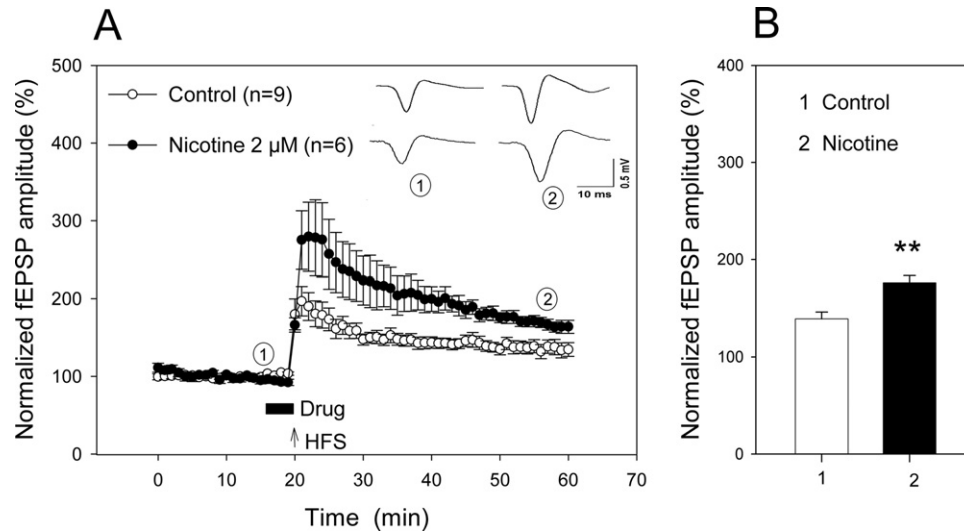 A
Normalized fEPSP amplitude (%)
500
400
300
200
100
0
Control (n=9)
Nicotine 2 μM (n=6)
1
2
0.5 mV
10 ms
1
2
Drug
HFS
0 10 20 30 40 50 60 70
Time (min)
B
Normalized fEPSP amplitude (%)
400
300
200
100
0
1 Control
2 Nicotine
**
1 2